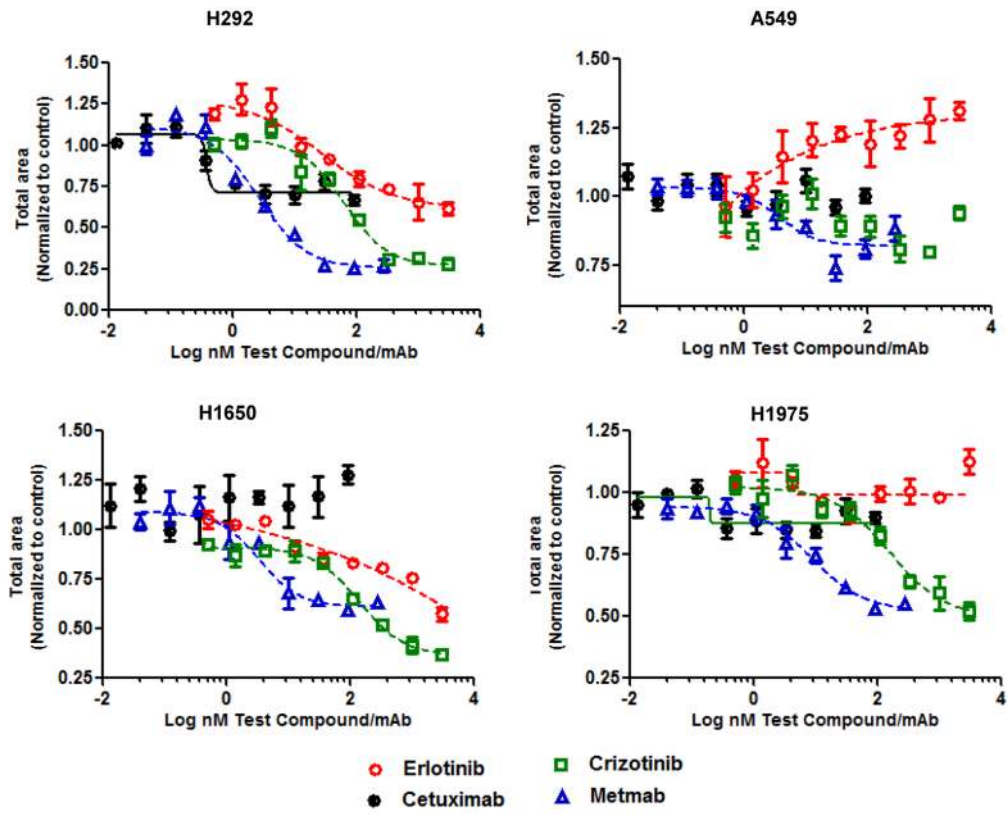 H292
Total area
(Normalized to control)
1.50
1.25
1.00
0.75
0.50
0.25
0.00
-2 0 2 4
Log nM Test Compound/mAb
A549
Total area
(Normalized to control)
1.50
1.25
1.00
0.75
-2 0 2 4
Log nM Test Compound/mAb
H1650
Total area
(Normalized to control)
1.50
1.25
1.00
0.75
0.50
0.25
-2 0 2 4
Log nM Test Compound/mAb
H1975
Total area
(Normalized to control)
1.25
1.00
0.75
0.50
0.25
-2 0 2 4
Log nM Test Compound/mAb
Erlotinib
Crizotinib
Cetuximab
Metmab